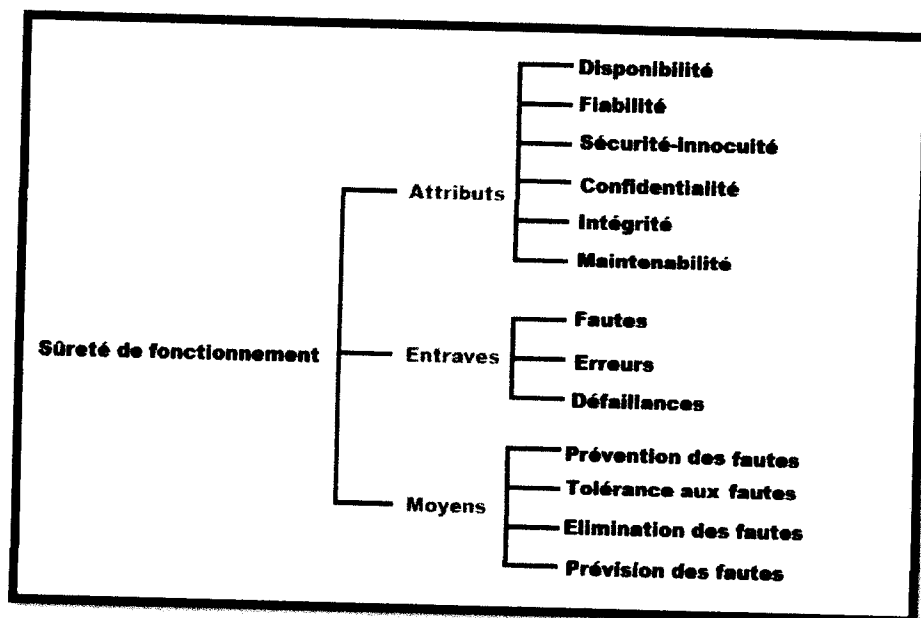 Sûreté de fonctionnement
Attributs
Disponibilité
Fiabilité
Sécurité-innocuité
Confidentialité
Intégrité
Maintenabilité
Entraves
Fautes
Erreurs
Défaillances
Moyens
Prévention des fautes
Tolérance aux fautes
Elimination des fautes
Prévision des fautes